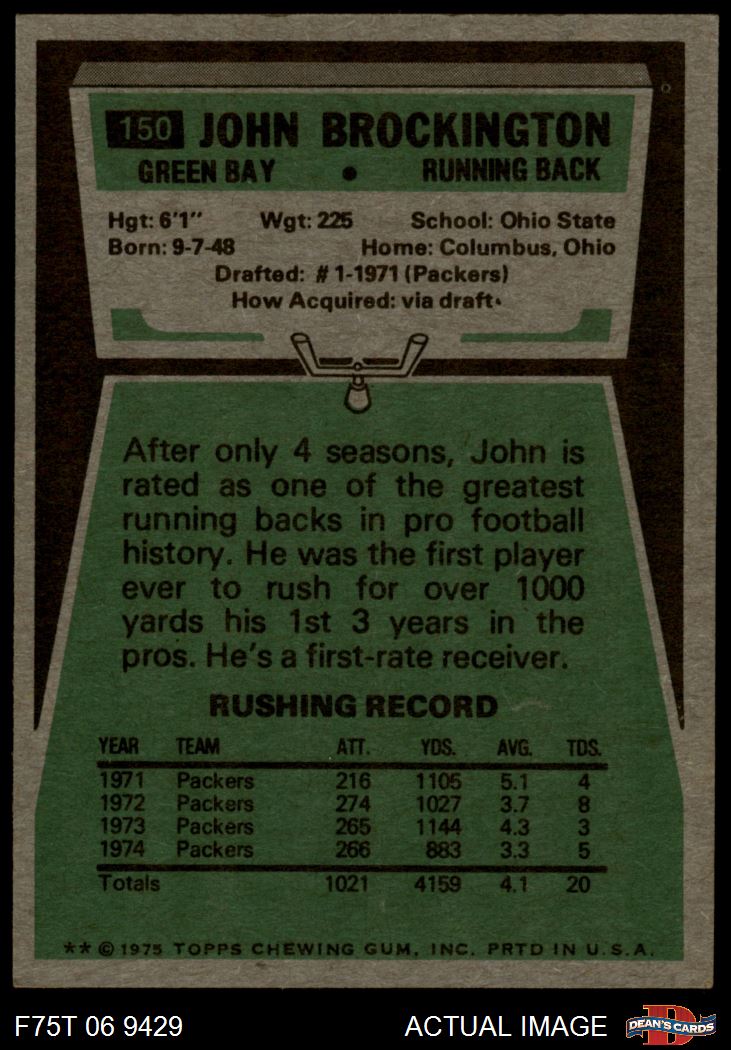 150 JOHN BROCKINGTON
GREEN BAY • RUNNING BACK
Hgt: 6'1" Wgt: 225 School: Ohio State
Born: 9-7-48 Home: Columbus, Ohio
Drafted: #1-1971 (Packers)
How Acquired: via draft.
After only 4 seasons, John is
rated as one of the greatest
running backs in pro football
history. He was the first player
ever to rush for over 1000
yards his 1st 3 years in the
pros. He's a first-rate receiver.
RUSHING RECORD
YEAR TEAM ATT. YDS. AVG. TDS.
1971 Packers 216 1105 5.1 4
1972 Packers 274 1027 3.7 8
1973 Packers 265 1144 4.3 3
1974 Packers 266 883 3.3 5
Totals 1021 4159 4.1 20
** © 1975 TOPPS CHEWING GUM, INC. PRTD IN U.S.A.
F75T 06 9429 ACTUAL IMAGE D DEAN'S CARDS